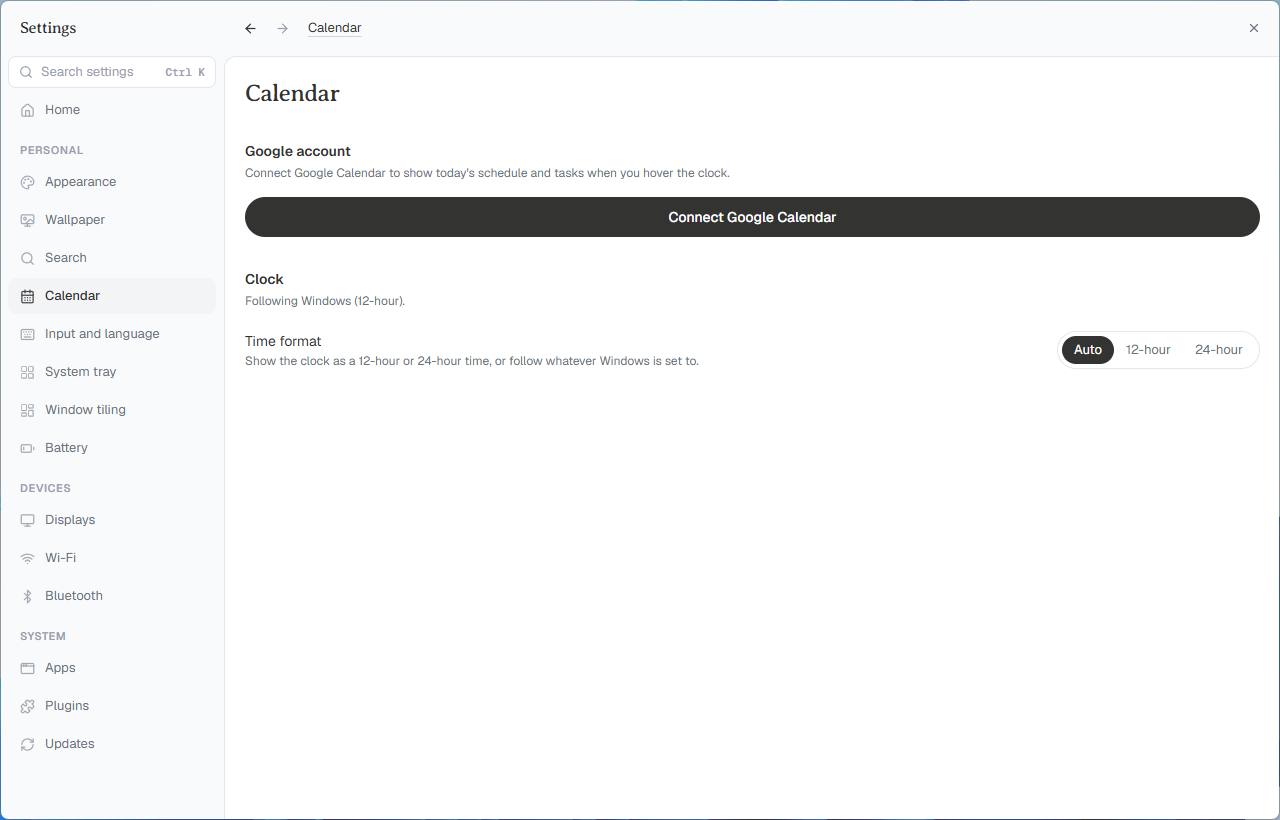 Settings
Calendar
Search settings Ctrl K
Home
PERSONAL
Appearance
Wallpaper
Search
Calendar
Input and language
System tray
Window tiling
Battery
DEVICES
Displays
Wi-Fi
Bluetooth
SYSTEM
Apps
Plugins
Updates
Calendar
Google account
Connect Google Calendar to show today's schedule and tasks when you hover the clock.
Connect Google Calendar
Clock
Following Windows (12-hour).
Time format
Show the clock as a 12-hour or 24-hour time, or follow whatever Windows is set to.
Auto 12-hour 24-hour